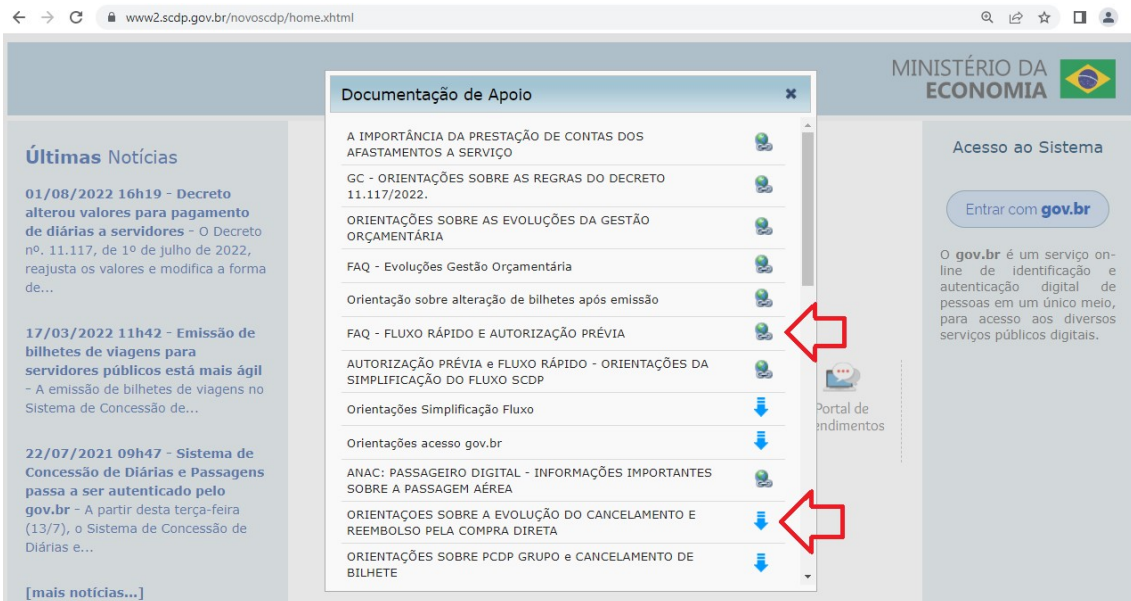 www2.scdp.gov.br/novoscdp/home.xhtml
MINISTÉRIO DA
ECONOMIA
Documentação de Apoio
A IMPORTÂNCIA DA PRESTAÇÃO DE CONTAS DOS
AFASTAMENTOS A SERVIÇO
GC - ORIENTAÇÕES SOBRE AS REGRAS DO DECRETO
11.117/2022.
ORIENTAÇÕES SOBRE AS EVOLUÇÕES DA GESTÃO
ORÇAMENTÁRIA
FAQ - Evoluções Gestão Orçamentária
Orientação sobre alteração de bilhetes após emissão
FAQ - FLUXO RÁPIDO E AUTORIZAÇÃO PRÉVIA
AUTORIZAÇÃO PRÉVIA e FLUXO RÁPIDO - ORIENTAÇÕES DA
SIMPLIFICAÇÃO DO FLUXO SCDP
Orientações Simplificação Fluxo
Orientações acesso gov.br
ANAC: PASSAGEIRO DIGITAL - INFORMAÇÕES IMPORTANTES
SOBRE A PASSAGEM AÉREA
ORIENTAÇOES SOBRE A EVOLUÇÃO DO CANCELAMENTO E
REEMBOLSO PELA COMPRA DIRETA
ORIENTAÇÕES SOBRE PCDP GRUPO e CANCELAMENTO DE
BILHETE
Últimas Notícias
01/08/2022 16h19 - Decreto
alterou valores para pagamento
de diárias a servidores - O Decreto
nº. 11.117, de 1º de julho de 2022,
reajusta os valores e modifica a forma
de...
17/03/2022 11h42 - Emissão de
bilhetes de viagens para
servidores públicos está mais ágil
- A emissão de bilhetes de viagens no
Sistema de Concessão de...
22/07/2021 09h47 - Sistema de
Concessão de Diárias e Passagens
passa a ser autenticado pelo
gov.br - A partir desta terça-feira
(13/7), o Sistema de Concessão de
Diárias e...
[mais notícias...]
Portal de
endimentos
Acesso ao Sistema
Entrar com gov.br
O gov.br é um serviço on-
line de identificação e
autenticação digital de
pessoas em um único meio,
para acesso aos diversos
serviços públicos digitais.